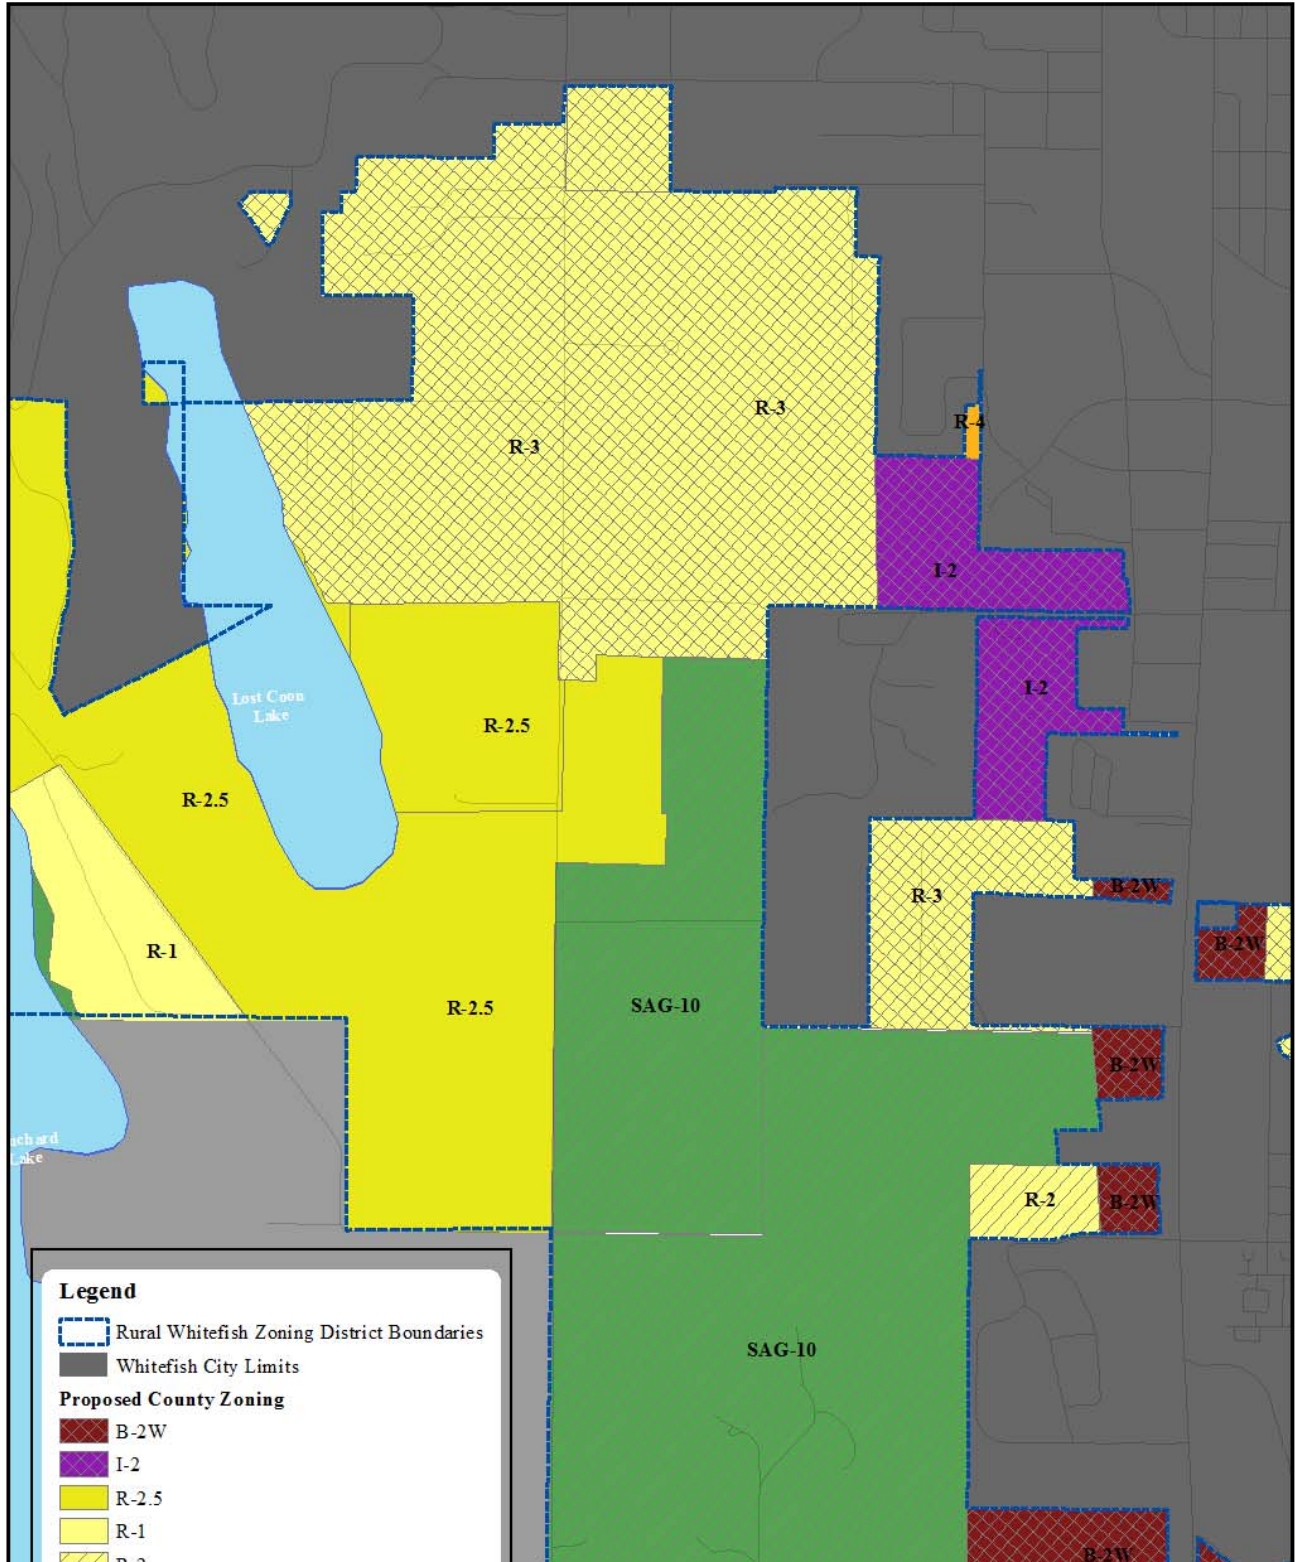 R-3
R-3
R-4
I-2
I-2
Lost Coon
Lake
R-2.5
R-2.5
R-3
B-2W
B-2W
R-1
R-2.5
SAG-10
B-2W
nchard
Lake
R-2
B-2W
SAG-10
B-2W
Legend
Rural Whitefish Zoning District Boundaries
Whitefish City Limits
Proposed County Zoning
B-2W
I-2
R-2.5
R-1